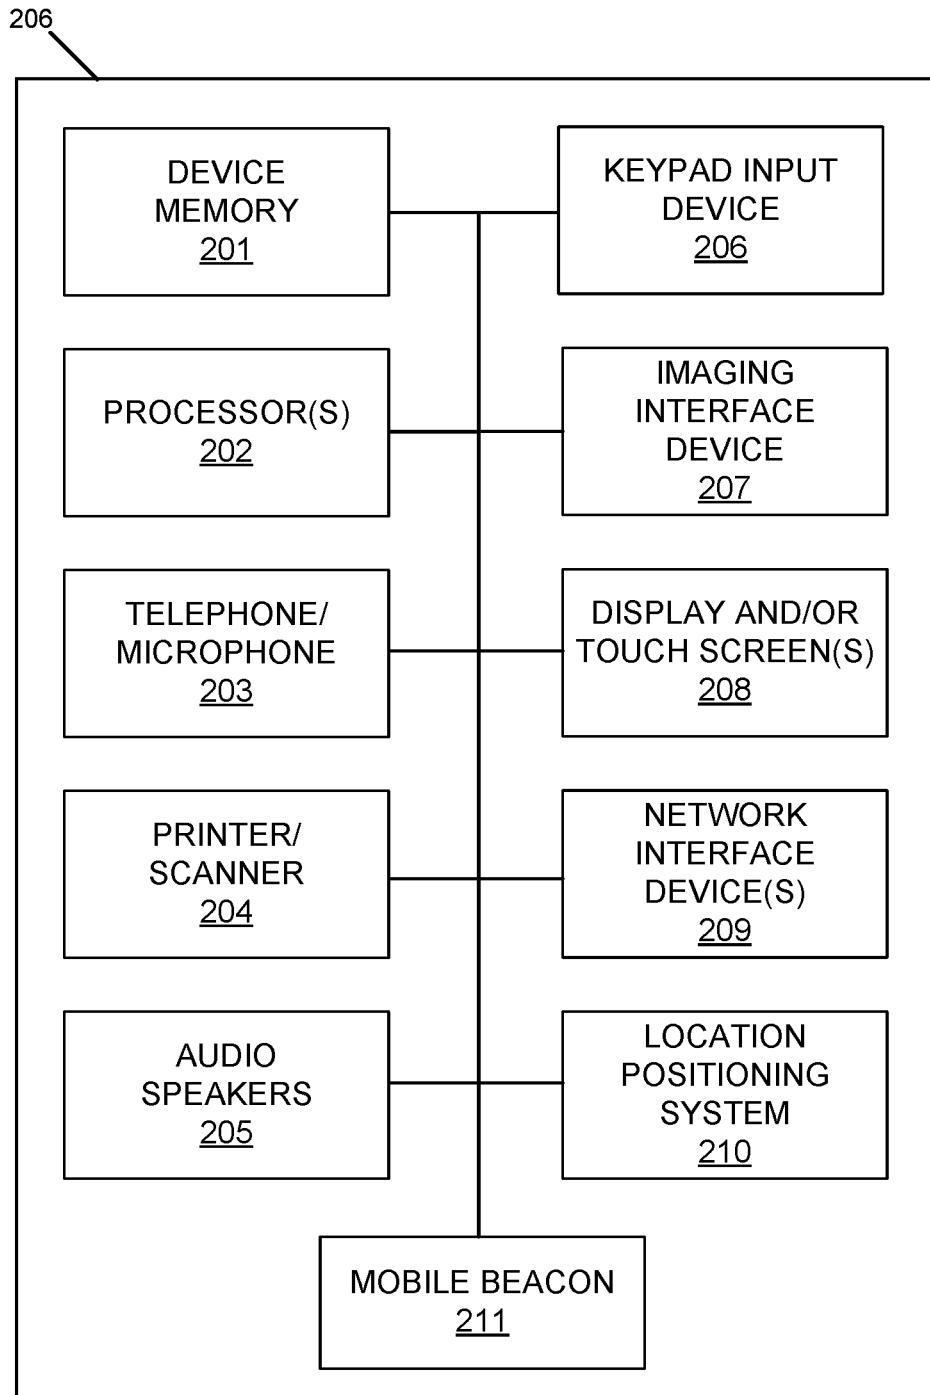 206
DEVICE
MEMORY
201
KEYPAD INPUT
DEVICE
206
PROCESSOR(S)
202
IMAGING
INTERFACE
DEVICE
207
TELEPHONE/
MICROPHONE
203
DISPLAY AND/OR
TOUCH SCREEN(S)
208
PRINTER/
SCANNER
204
NETWORK
INTERFACE
DEVICE(S)
209
AUDIO
SPEAKERS
205
LOCATION
POSITIONING
SYSTEM
210
MOBILE BEACON
211